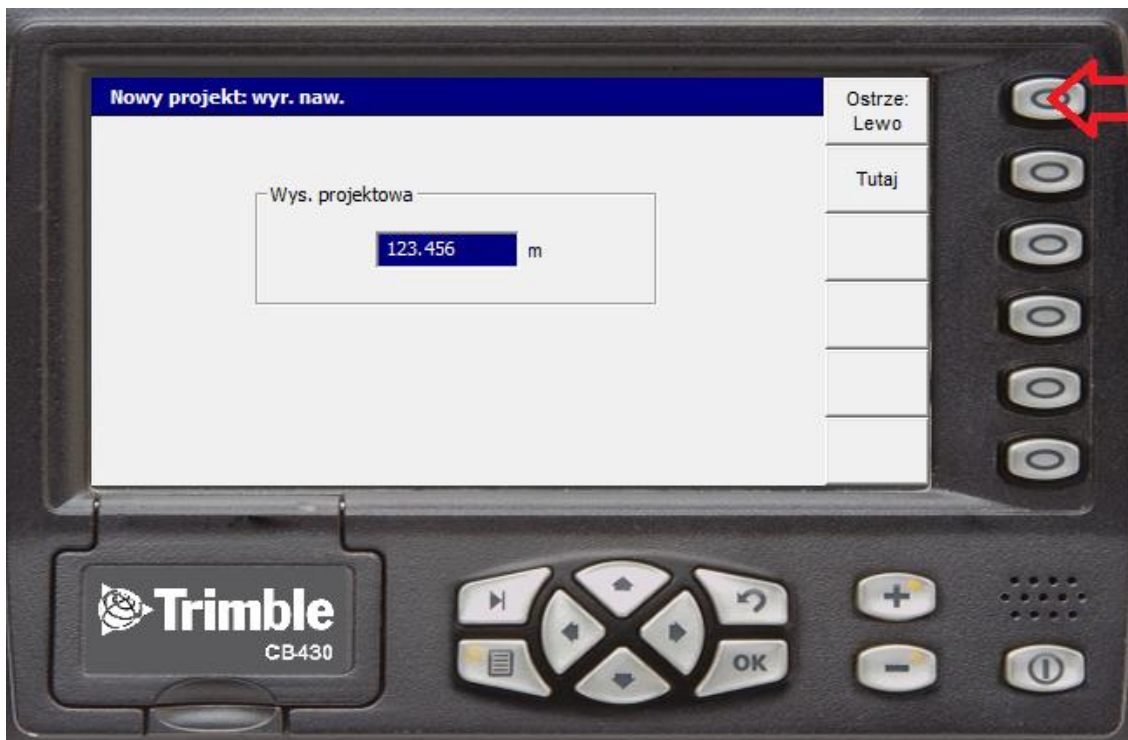 Nowy projekt: wyr. naw.
Ostrze:
Lewo
Tutaj
Wys. projektowa
123.456 m
Trimble
CB430
OK